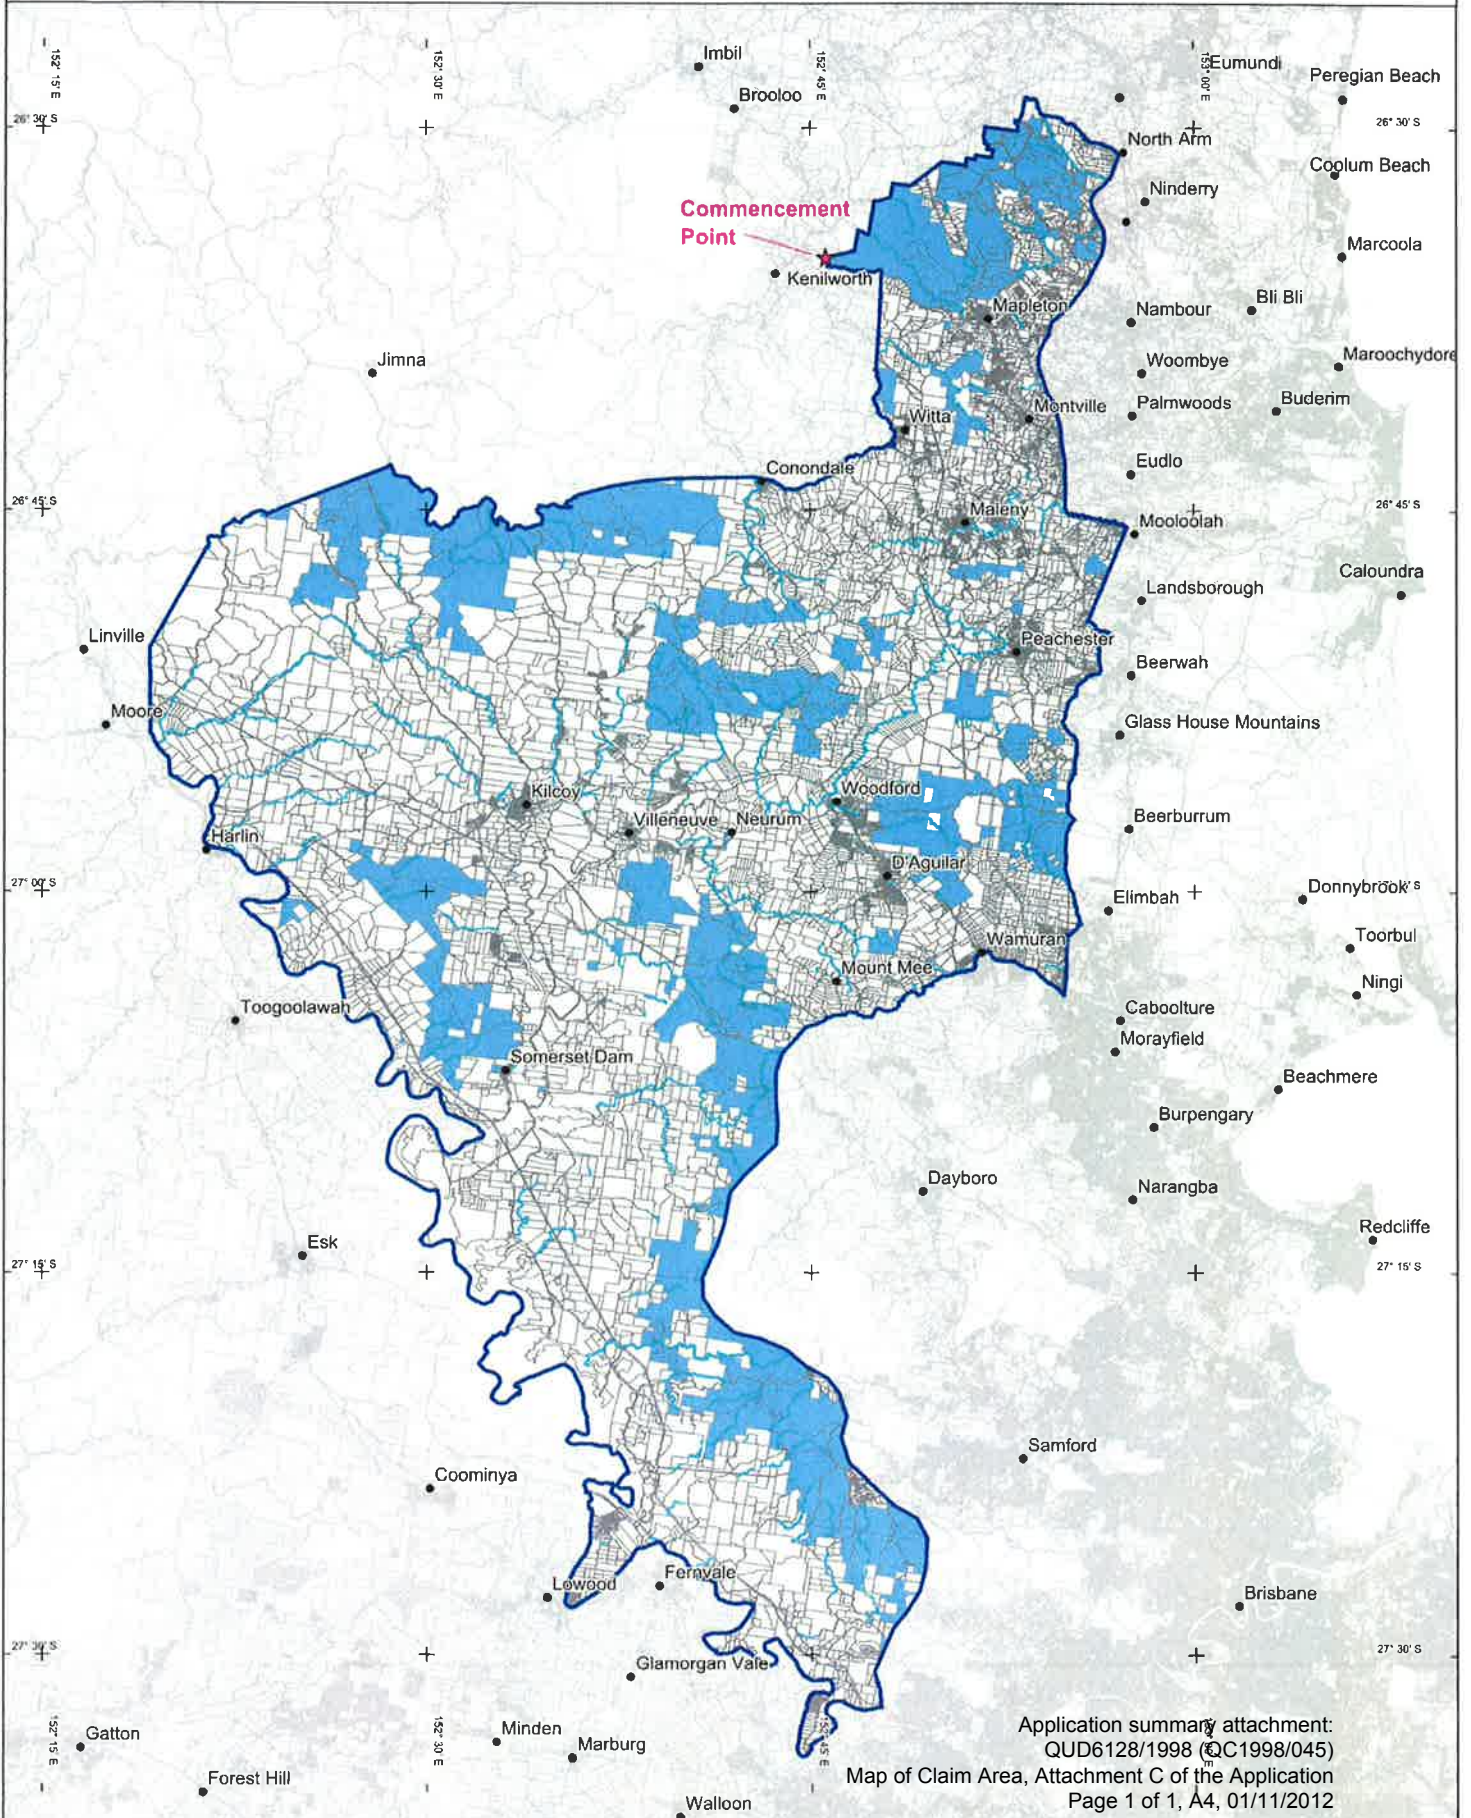 152° 15' E
152° 30' E
Imbil
152° 45' E
153° 00' E
Eumundi
Peregian Beach
Brooloo
26° 30' S
26° 30' S
North Arm
Coolum Beach
Ninderry
Commencement
Point
Marcoola
Kenilworth
Mapleton
Nambour
Bli Bli
Jimna
Woombye
Maroochydore
Witta
Montville
Palmwoods
Buderim
Conondale
Eudlo
26° 45' S
26° 45' S
Maleny
Mooloolah
Caloundra
Landsborough
Linville
Peachester
Beerwah
Moore
Glass House Mountains
Kilcoy
Woodford
Villeneuve
Neurum
Beerburrum
Harlin
D'Aguilar
27° 00' S
Elimbah
Donnybrook
Toorbul
Wamuran
Mount Mee
Ningi
Toogoolawah
Caboolture
Morayfield
Somerset Dam
Beachmere
Burpengary
Dayboro
Narangba
Redcliffe
Esk
27° 15' S
27° 15' S
Samford
Coominya
Fernvale
Lowood
Brisbane
27° 30' S
27° 30' S
Glamorgan Vale
Gatton
152° 15' E
152° 30' E
Minden
Marburg
Forest Hill
Walloon
Application summary attachment:
QUD6128/1998 (QC1998/045)
Map of Claim Area, Attachment C of the Application
Page 1 of 1, A4, 01/11/2012